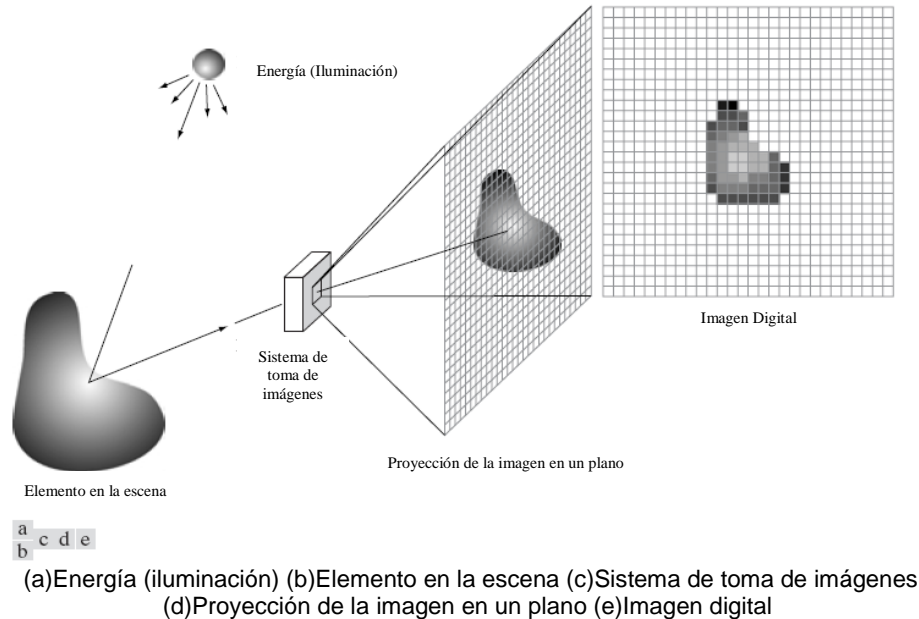 Energía (Iluminación)
Imagen Digital
Sistema de
toma de
imágenes
Proyección de la imagen en un plano
Elemento en la escena
a
b c d e
(a)Energía (iluminación) (b)Elemento en la escena (c)Sistema de toma de imágenes
(d)Proyección de la imagen en un plano (e)Imagen digital